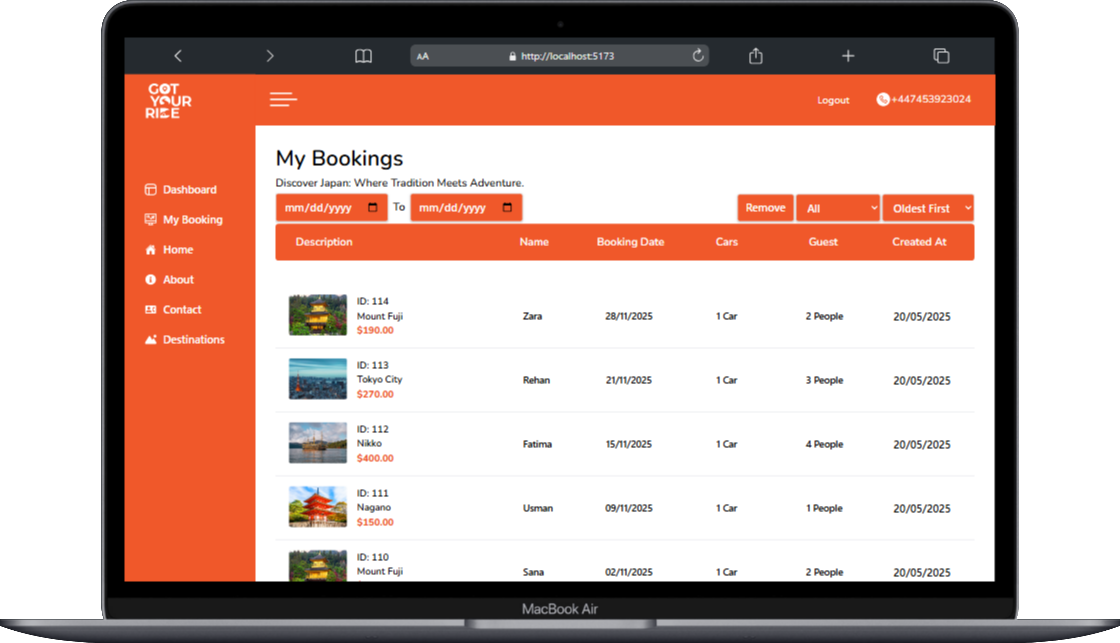 AA
http://localhost:5173
GOT
YOUR
RIDE
Logout
+447453923024
Dashboard
My Booking
Home
About
Contact
Destinations
My Bookings
Discover Japan: Where Tradition Meets Adventure.
mm/dd/yyyy To mm/dd/yyyy Remove All Oldest First
Description Name Booking Date Cars Guest Created At
ID: 114
Mount Fuji
$190.00
Zara 28/11/2025 1 Car 2 People 20/05/2025
ID: 113
Tokyo City
$270.00
Rehan 21/11/2025 1 Car 3 People 20/05/2025
ID: 112
Nikko
$400.00
Fatima 15/11/2025 1 Car 4 People 20/05/2025
ID: 111
Nagano
$150.00
Usman 09/11/2025 1 Car 1 People 20/05/2025
ID: 110
Mount Fuji
Sana 02/11/2025 1 Car 2 People 20/05/2025
MacBook Air